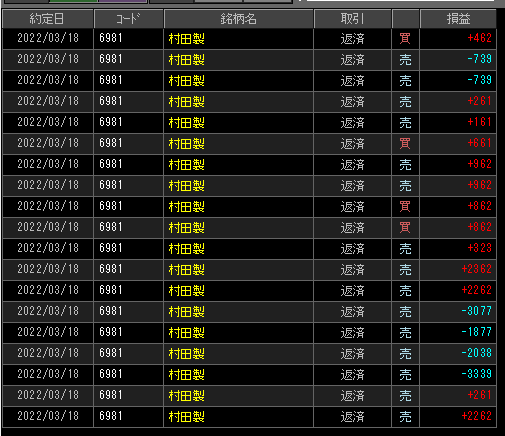 約定日 コード 銘柄名 取引 損益
2022/03/18 6981 村田製 返済 買 +462
2022/03/18 6981 村田製 返済 売 -739
2022/03/18 6981 村田製 返済 売 -739
2022/03/18 6981 村田製 返済 売 +261
2022/03/18 6981 村田製 返済 売 +161
2022/03/18 6981 村田製 返済 買 +661
2022/03/18 6981 村田製 返済 売 +962
2022/03/18 6981 村田製 返済 売 +962
2022/03/18 6981 村田製 返済 買 +862
2022/03/18 6981 村田製 返済 買 +862
2022/03/18 6981 村田製 返済 売 +323
2022/03/18 6981 村田製 返済 売 +2362
2022/03/18 6981 村田製 返済 売 +2262
2022/03/18 6981 村田製 返済 売 -3077
2022/03/18 6981 村田製 返済 売 -1877
2022/03/18 6981 村田製 返済 売 -2038
2022/03/18 6981 村田製 返済 売 -3339
2022/03/18 6981 村田製 返済 売 +261
2022/03/18 6981 村田製 返済 売 +2262